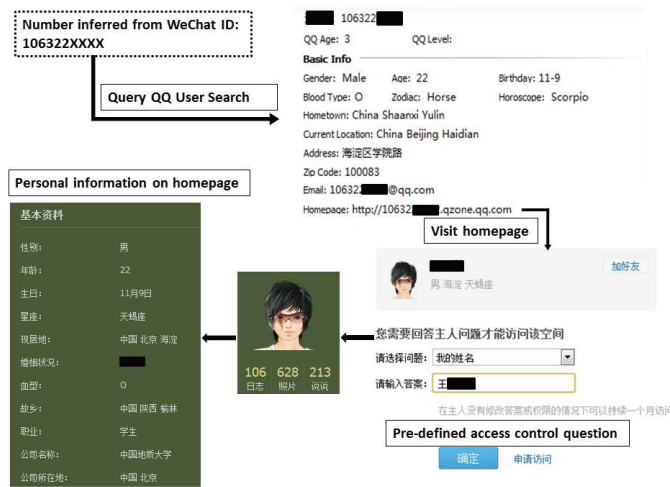 Number inferred from WeChat ID:
106322XXXX
Query QQ User Search
106322
QQ Age: 3 QQ Level:
Basic Info
Gender: Male Age: 22 Birthday: 11-9
Blood Type: O Zodiac: Horse Horoscope: Scorpio
Hometown: China Shaanxi Yulin
Current Location: China Beijing Haidian
Address: 海淀区学院路
Zip Code: 100083
Email: 10632 @qq.com
Homepage: http://10632 .qzone.qq.com
Visit homepage
加好友
男 海淀 天蝎座
您需要回答主人问题才能访问该空间
请选择问题: 我的姓名
请输入答案: 王
在主人没有修改答案或权限的情况下可以持续一个月访问
Pre-defined access control question
确定 申请访问
106 628 213
日志 照片 说说
Personal information on homepage
基本资料
性别: 男
年龄: 22
生日: 11月9日
星座: 天蝎座
现居地: 中国 北京 海淀
婚姻状况:
血型: O
故乡: 中国 陕西 榆林
职业: 学生
公司名称: 中国地质大学
公司所在地: 中国 北京